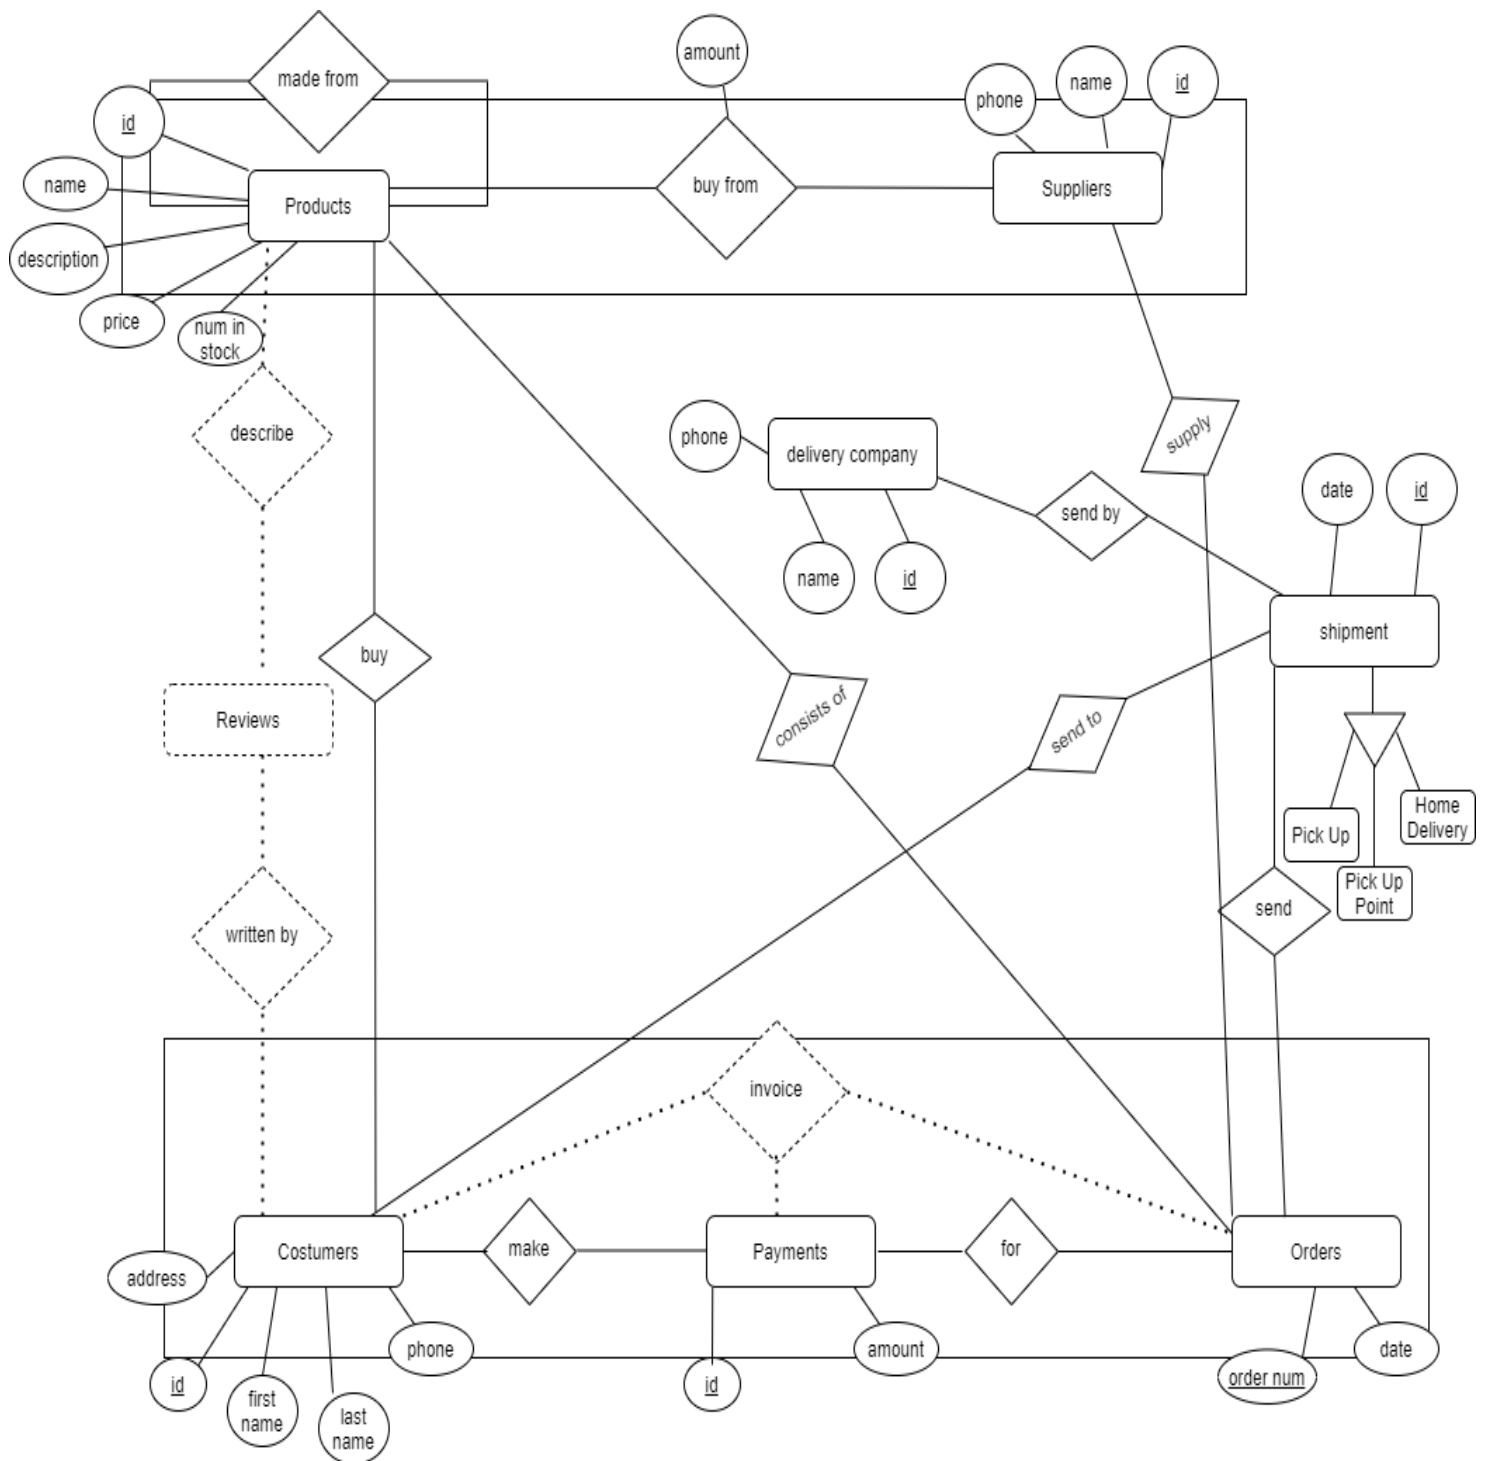 made from
amount
phone
name
id
id
name
Products
buy from
Suppliers
description
price
num in
stock
describe
phone
delivery company
supply
send by
date
id
name
id
shipment
buy
Reviews
consists of
send to
Pick Up
Home
Delivery
Pick Up
Point
send
written by
invoice
Costumers
make
Payments
for
Orders
address
phone
amount
date
id
first
name
last
name
id
order num